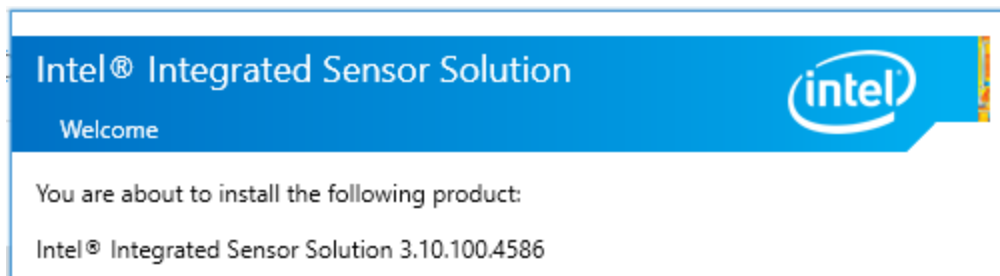 Intel® Integrated Sensor Solution
intel®
Welcome
You are about to install the following product:
Intel® Integrated Sensor Solution 3.10.100.4586